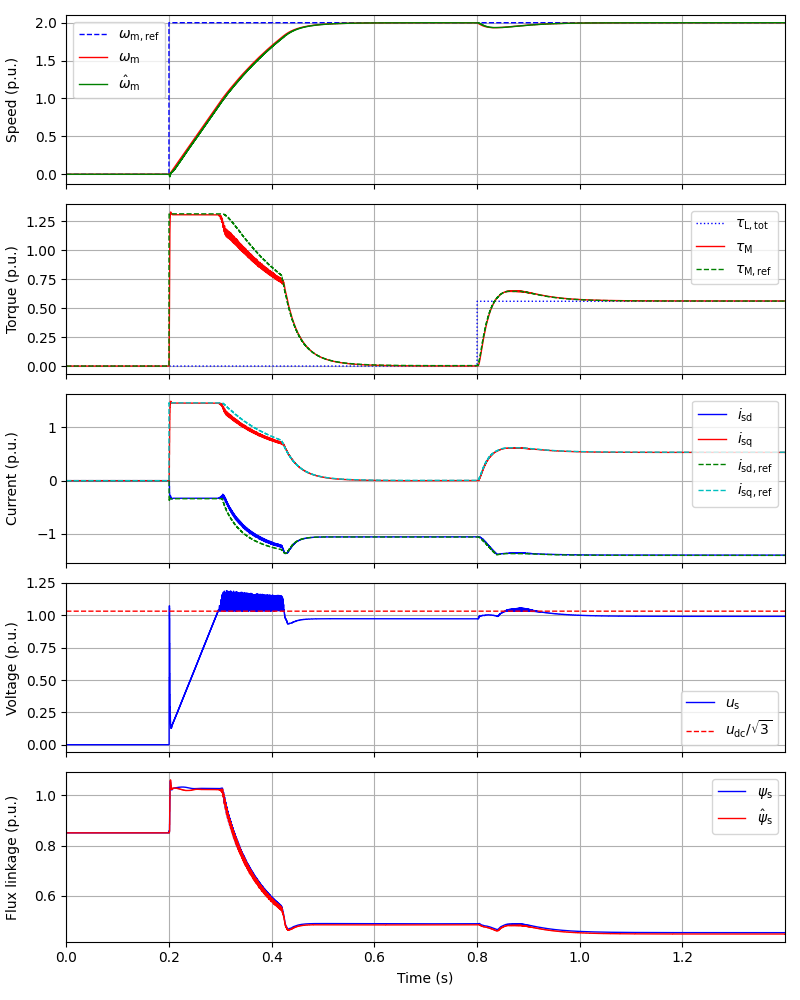 2.0
1.5
1.0
0.5
0.0
Speed (p.u.)
ω_m,ref
ω_m
ω̂_m
1.25
1.00
0.75
0.50
0.25
0.00
Torque (p.u.)
τ_L,tot
τ_M
τ_M,ref
1
0
−1
Current (p.u.)
i_sd
i_sq
i_sd,ref
i_sq,ref
1.25
1.00
0.75
0.50
0.25
0.00
Voltage (p.u.)
u_s
u_dc/√3
1.0
0.8
0.6
Flux linkage (p.u.)
ψ_s
ψ̂_s
0.0 0.2 0.4 0.6 0.8 1.0 1.2
Time (s)